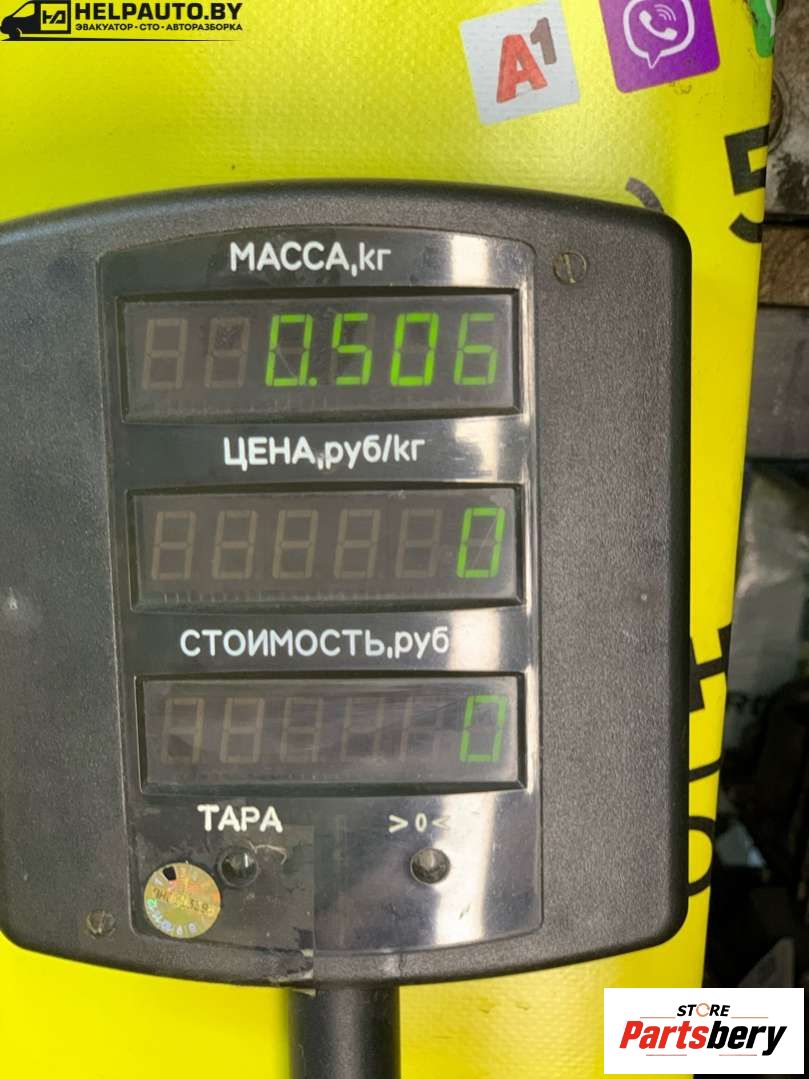 HELPAUTO.BY
ЭВАКУАТОР · СТО · АВТОРАЗБОРКА
A1
5
МАССА,кг
0.506
ЦЕНА,руб/кг
0
СТОИМОСТЬ,руб
0
ТАРА >0<
STORE
Partsbery